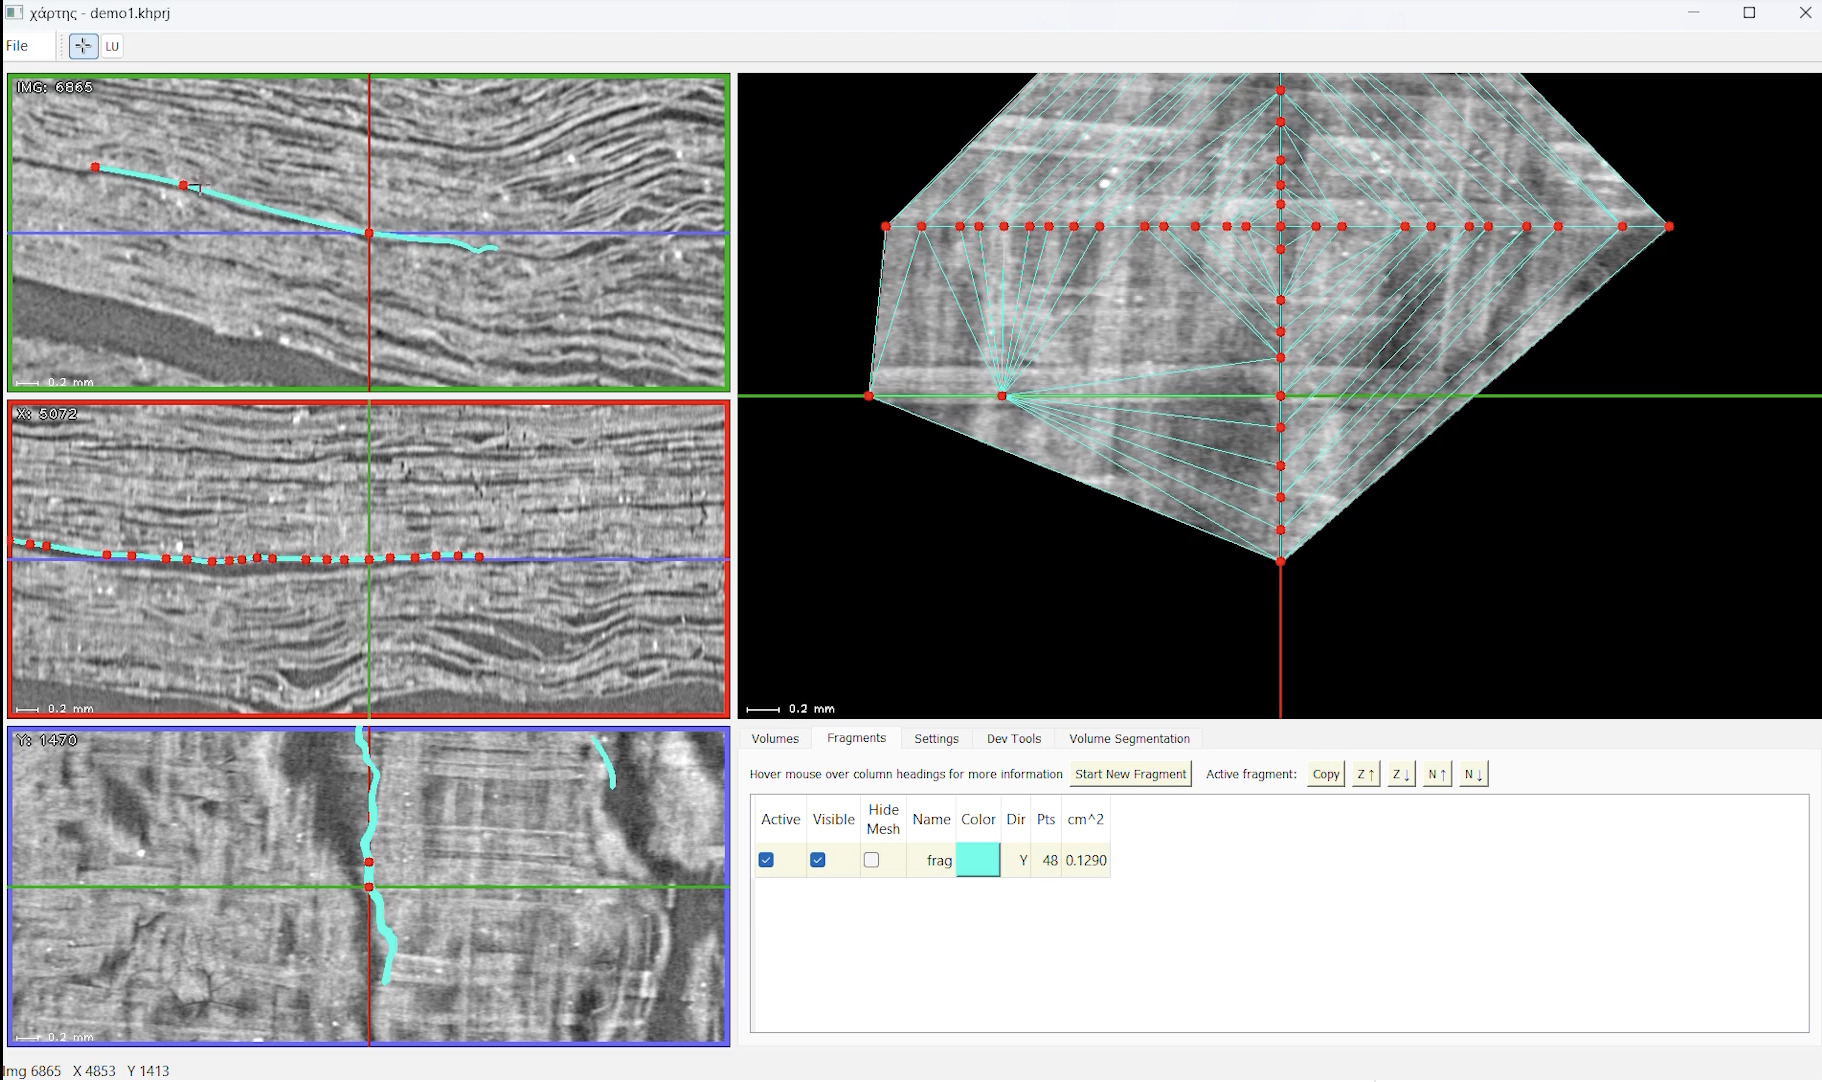 χάρτης - demo1.khprj
File LU
IMG: 6865
0.2 mm
X: 5072
0.2 mm
Y: 1470
0.2 mm
0.2 mm
Volumes Fragments Settings Dev Tools Volume Segmentation
Hover mouse over column headings for more information Start New Fragment Active fragment: Copy Z↑ Z↓ N↑ N↓
Active Visible Hide Mesh Name Color Dir Pts cm^2
frag Y 48 0.1290
Img 6865 X 4853 Y 1413